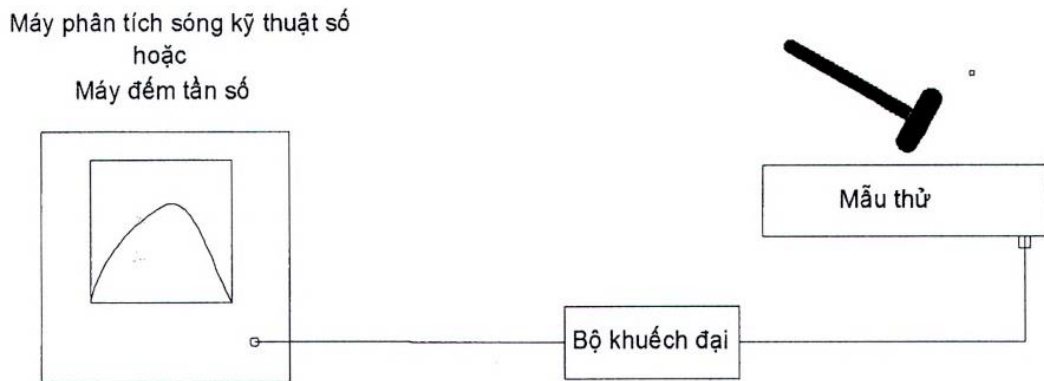 Máy phân tích sóng kỹ thuật số
hoặc
Máy đếm tần số
Mẫu thử
Bộ khuếch đại